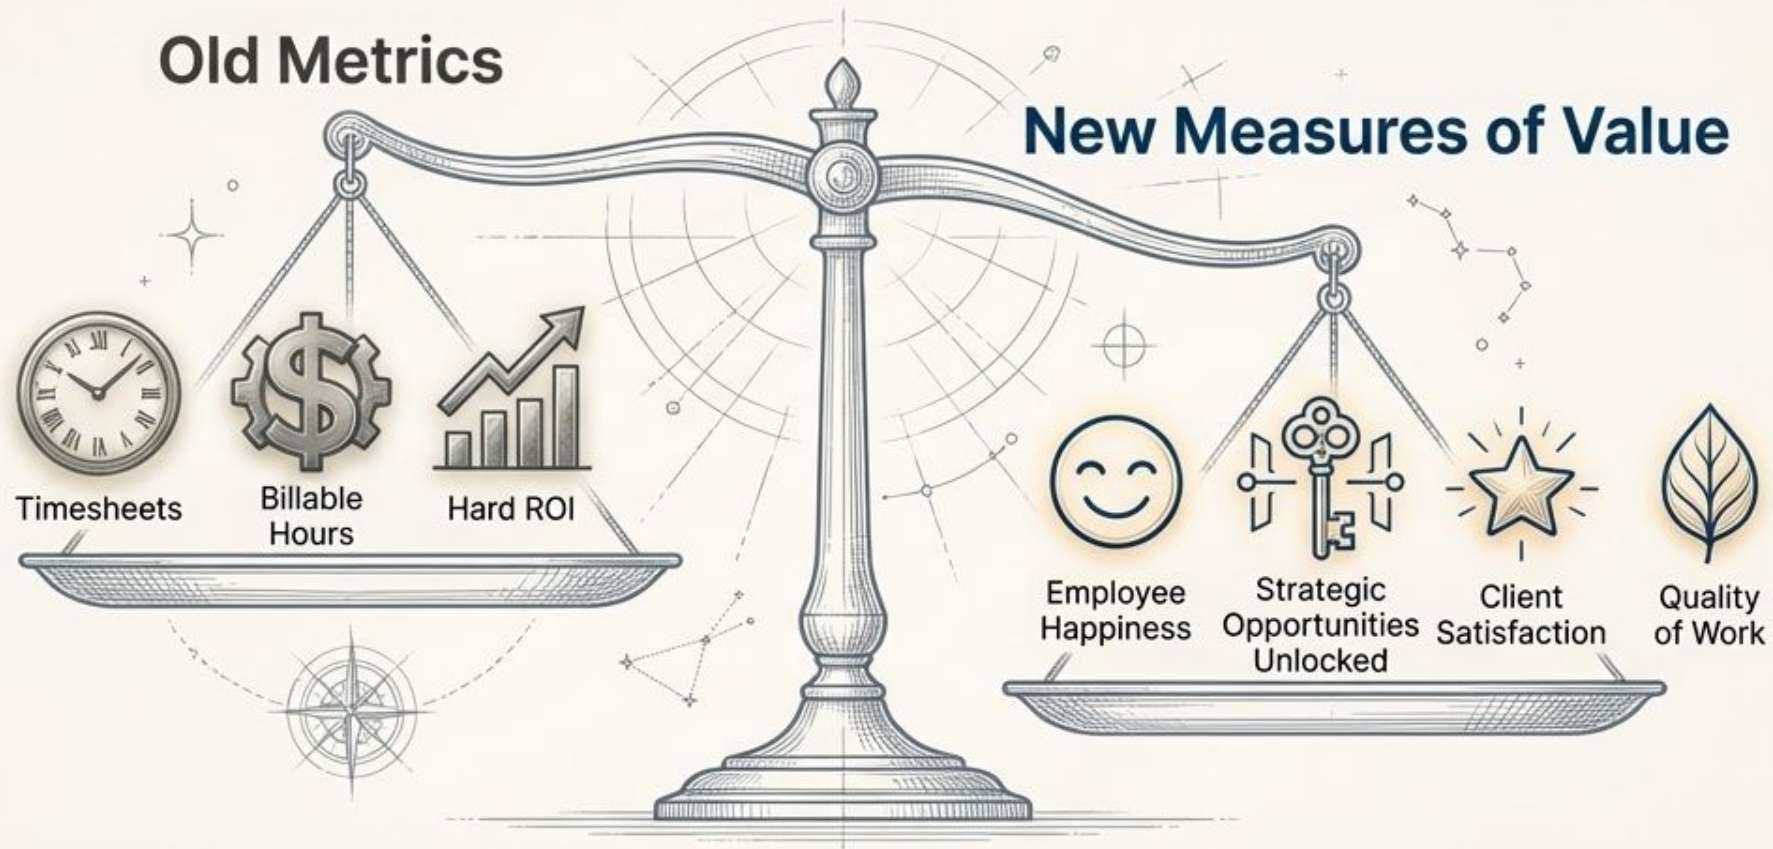 Old Metrics
New Measures of Value
Timesheets
Billable
Hours
Hard ROI
Employee
Happiness
Strategic
Opportunities
Unlocked
Client
Satisfaction
Quality
of Work